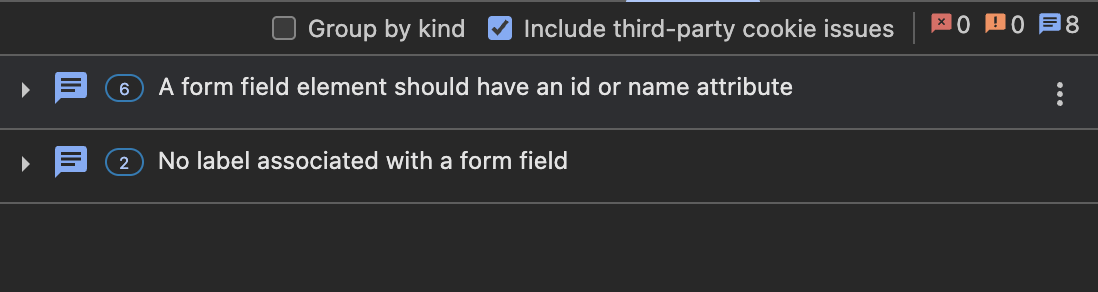 Group by kind Include third-party cookie issues 0 0 8
6 A form field element should have an id or name attribute
2 No label associated with a form field